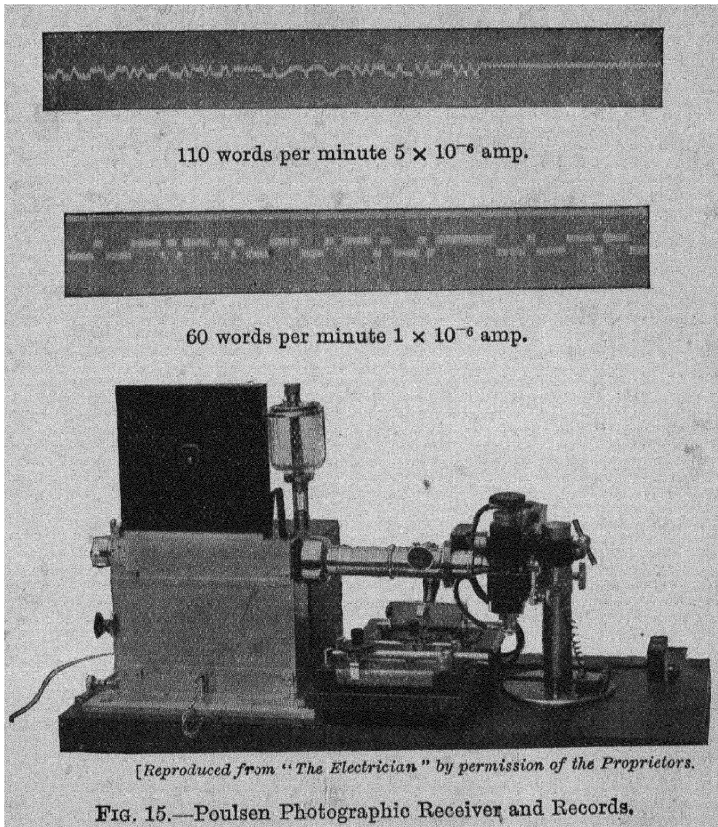 110 words per minute 5 × 10⁻⁶ amp.
60 words per minute 1 × 10⁻⁶ amp.
[Reproduced from "The Electrician" by permission of the Proprietors.
FIG. 15.—Poulsen Photographic Receiver and Records.